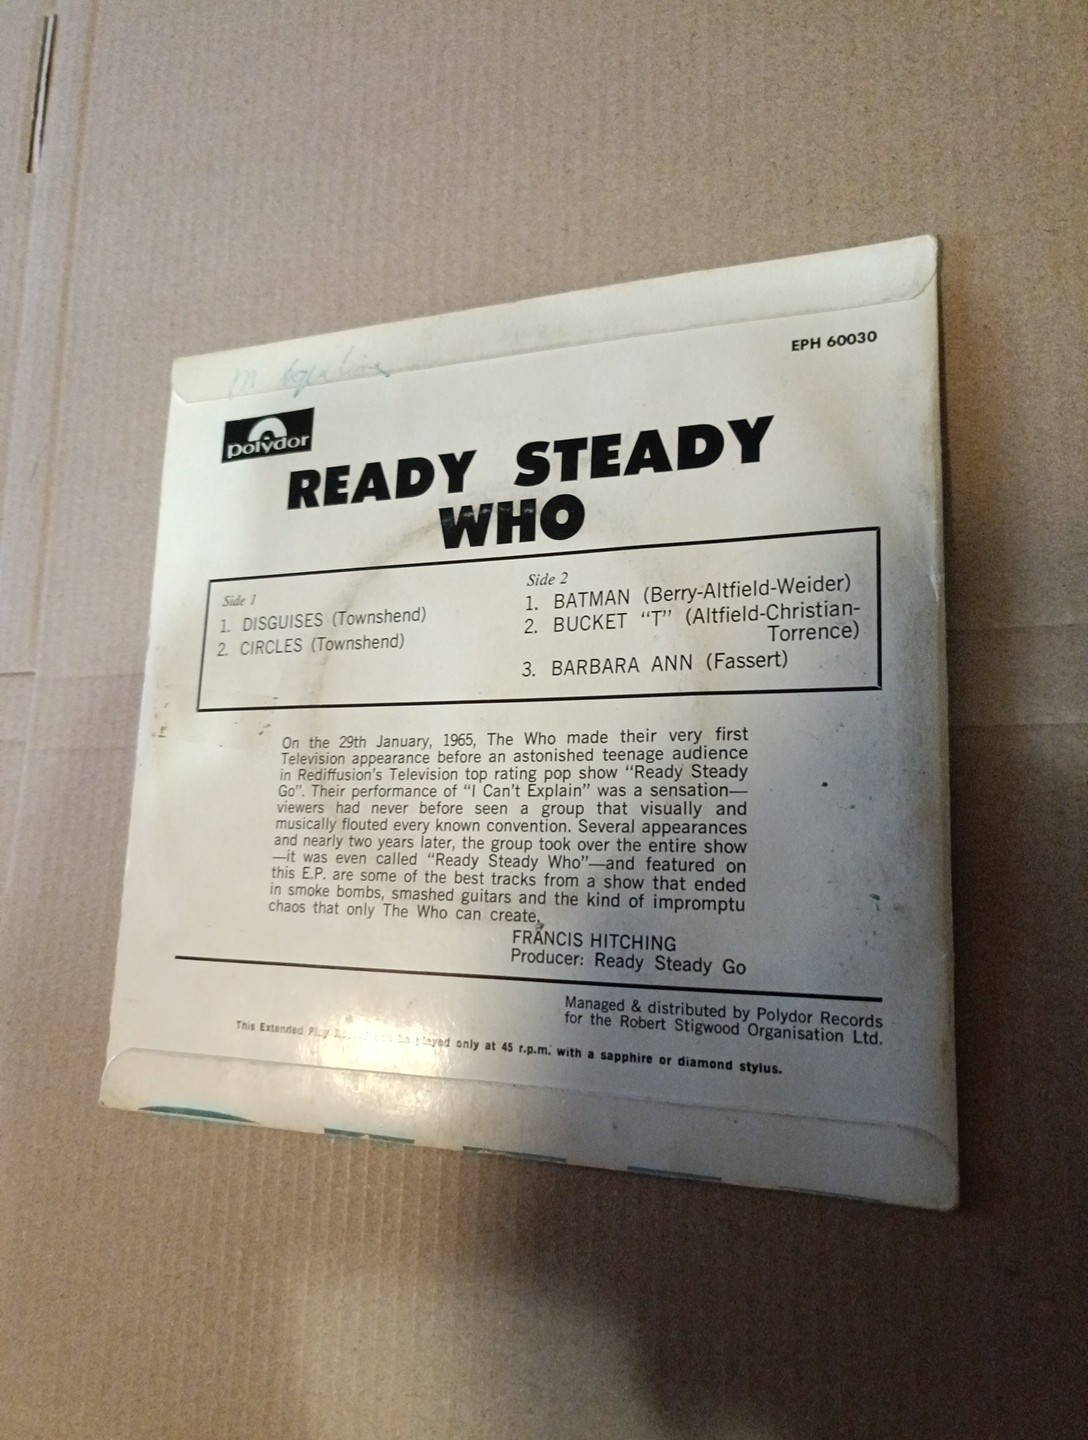 EPH 60030
polydor
READY STEADY
WHO
Side 1
1. DISGUISES (Townshend)
2. CIRCLES (Townshend)
Side 2
1. BATMAN (Berry-Altfield-Weider)
2. BUCKET "T" (Altfield-Christian-
Torrence)
3. BARBARA ANN (Fassert)
On the 29th January, 1965, The Who made their very first
Television appearance before an astonished teenage audience
in Rediffusion's Television top rating pop show "Ready Steady
Go". Their performance of "I Can't Explain" was a sensation—
viewers had never before seen a group that visually and
musically flouted every known convention. Several appearances
and nearly two years later, the group took over the entire show
—it was even called "Ready Steady Who"—and featured on
this E.P. are some of the best tracks from a show that ended
in smoke bombs, smashed guitars and the kind of impromptu
chaos that only The Who can create.
FRANCIS HITCHING
Producer: Ready Steady Go
Managed & distributed by Polydor Records
for the Robert Stigwood Organisation Ltd.
This Extended Play be played only at 45 r.p.m. with a sapphire or diamond stylus.